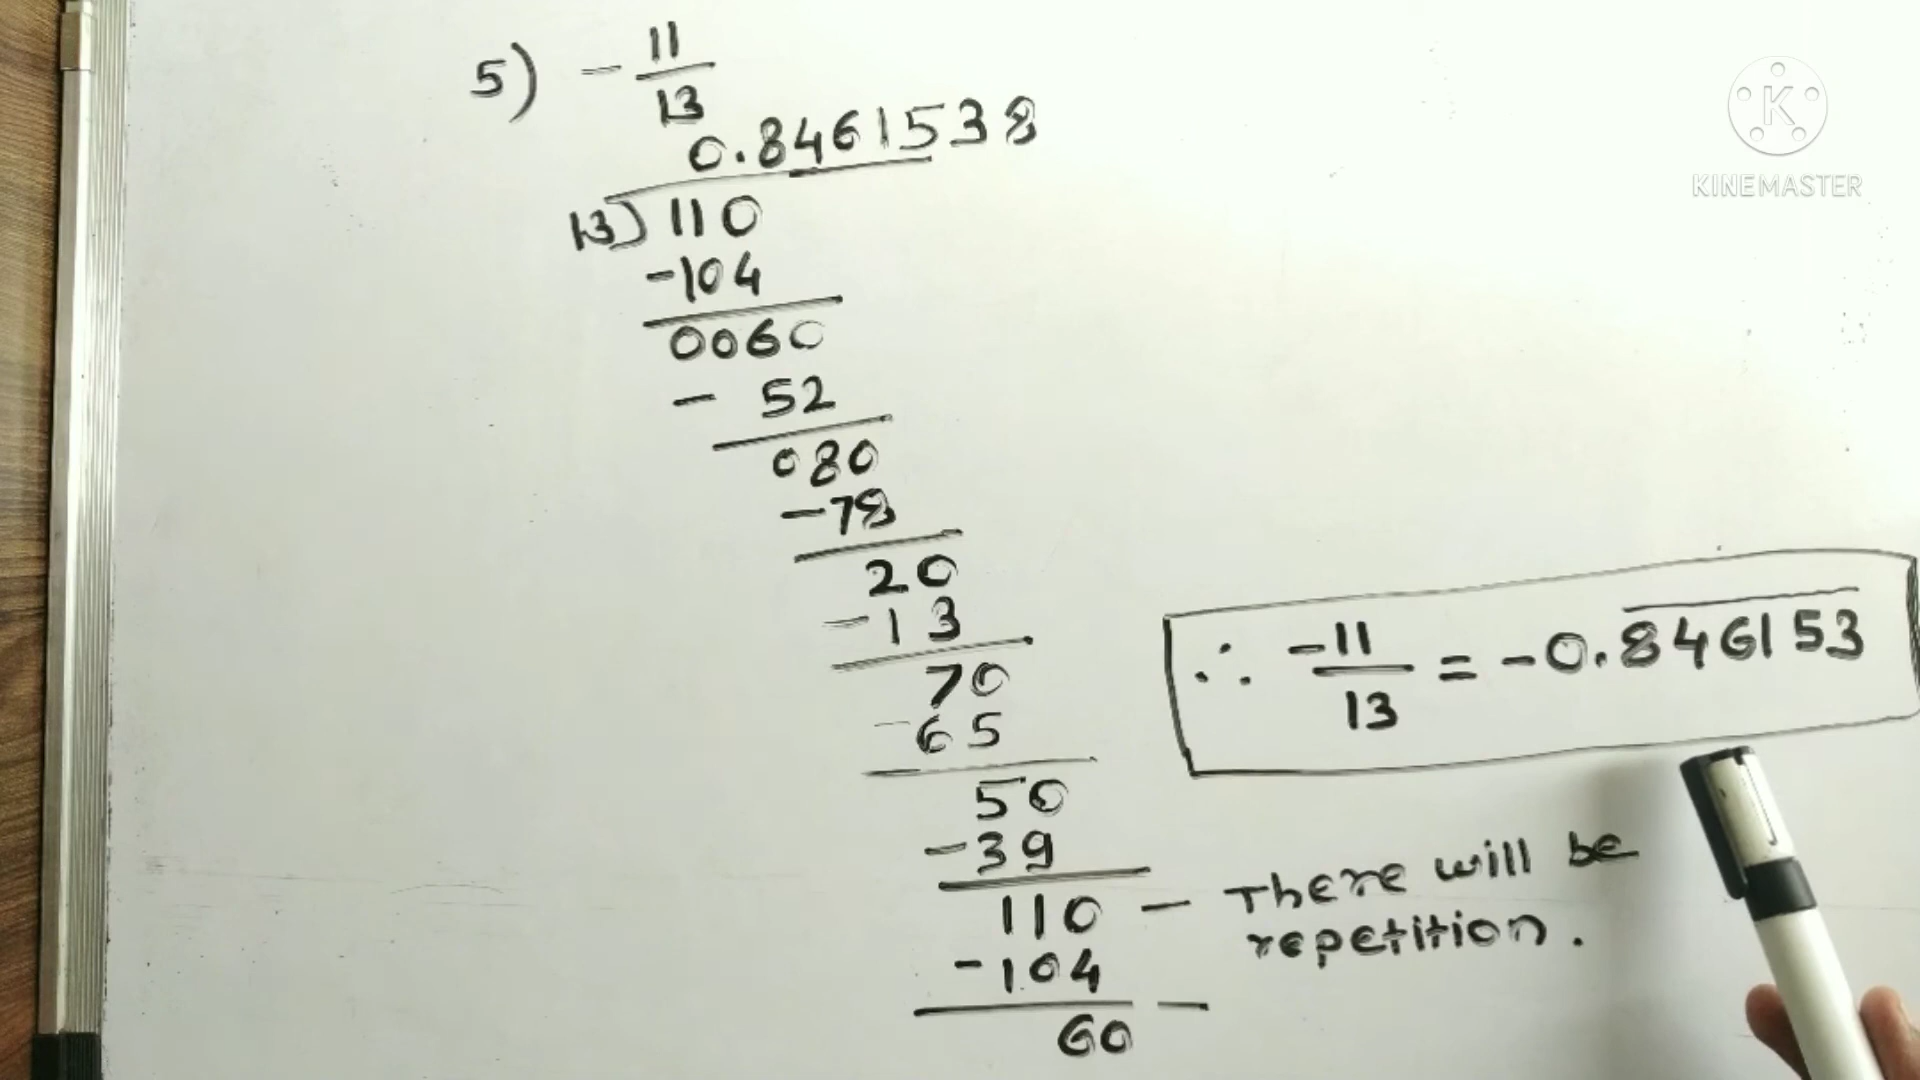 5) - 11/13
0.8461538
13)110
-104
0060
- 52
080
-78
20
-13
70
-65
50
-39
110 - There will be
repetition.
-104
60
∴ -11/13 = -0.846153
K
KINEMASTER